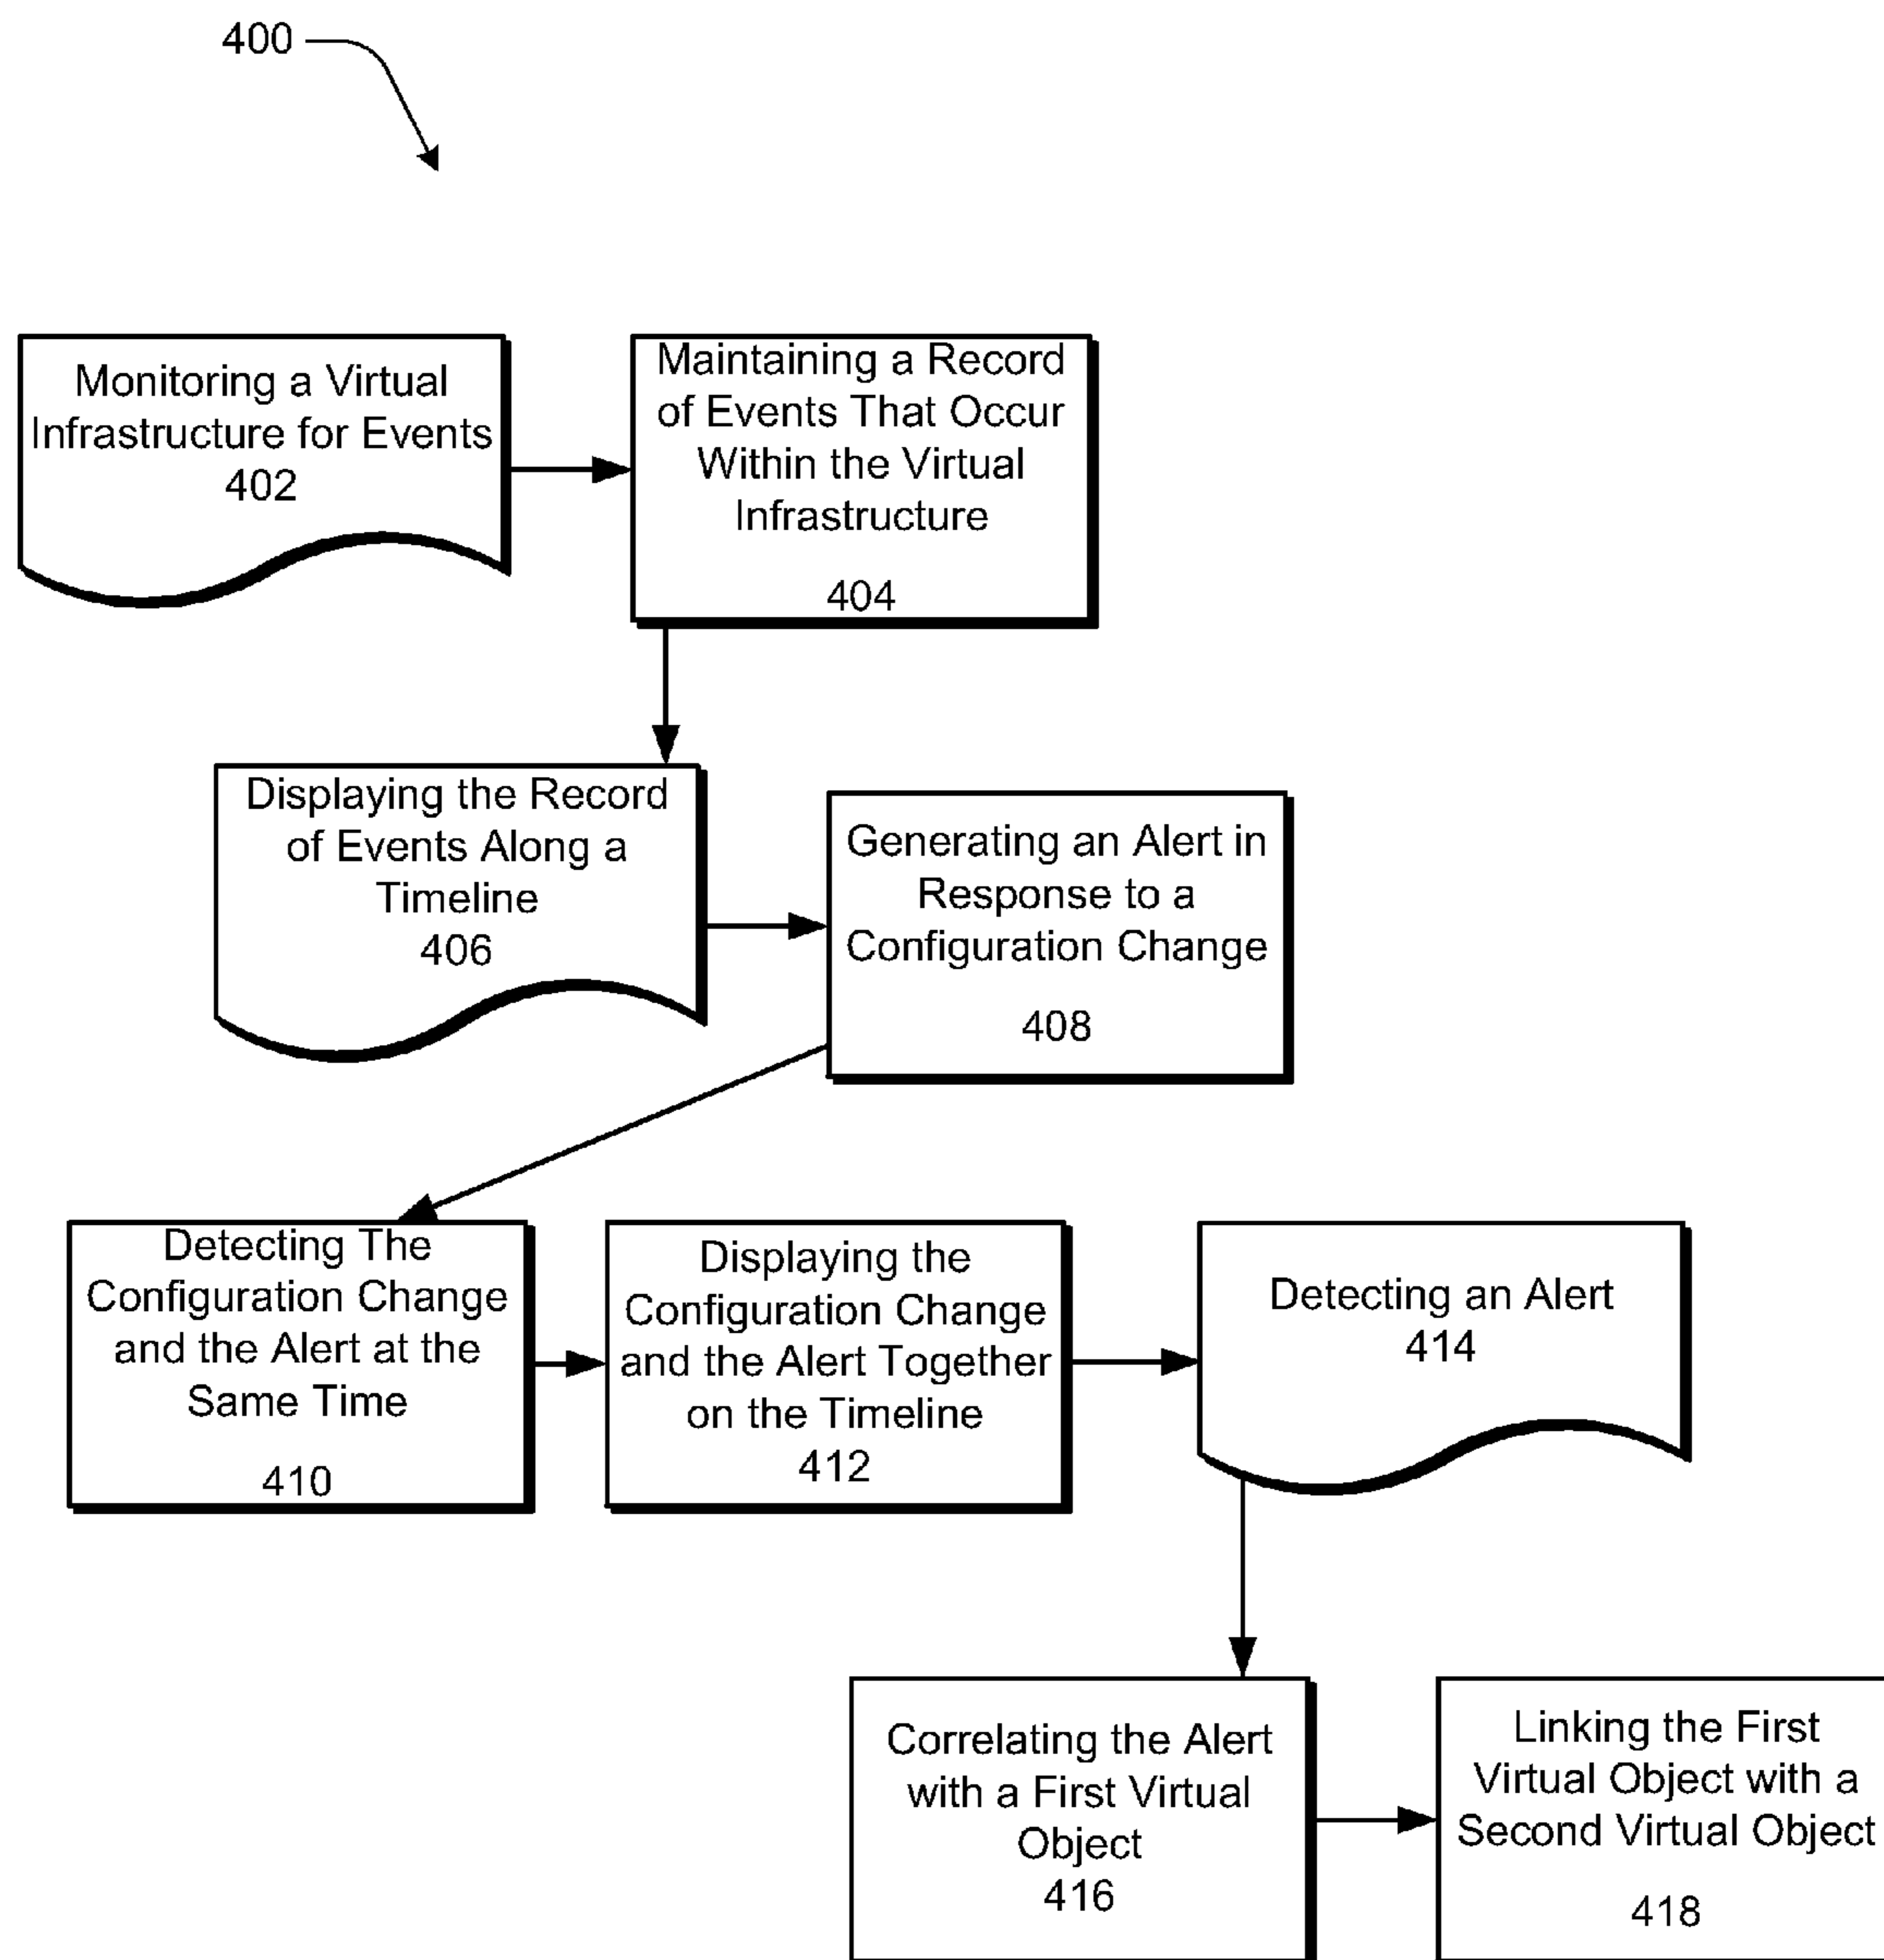 400
Monitoring a Virtual
Infrastructure for Events
402
Maintaining a Record
of Events That Occur
Within the Virtual
Infrastructure
404
Displaying the Record
of Events Along a
Timeline
406
Generating an Alert in
Response to a
Configuration Change
408
Detecting The
Configuration Change
and the Alert at the
Same Time
410
Displaying the
Configuration Change
and the Alert Together
on the Timeline
412
Detecting an Alert
414
Correlating the Alert
with a First Virtual
Object
416
Linking the First
Virtual Object with a
Second Virtual Object
418